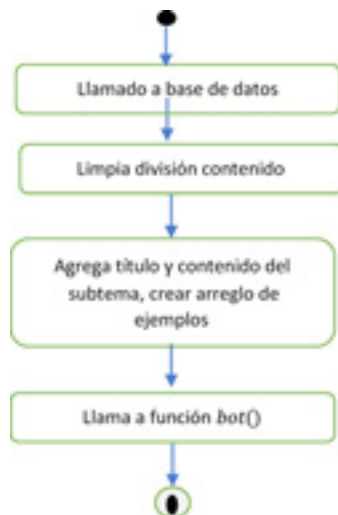 Llamado a base de datos
Limpia división contenido
Agrega título y contenido del
subtema, crear arreglo de
ejemplos
Llama a función bot()